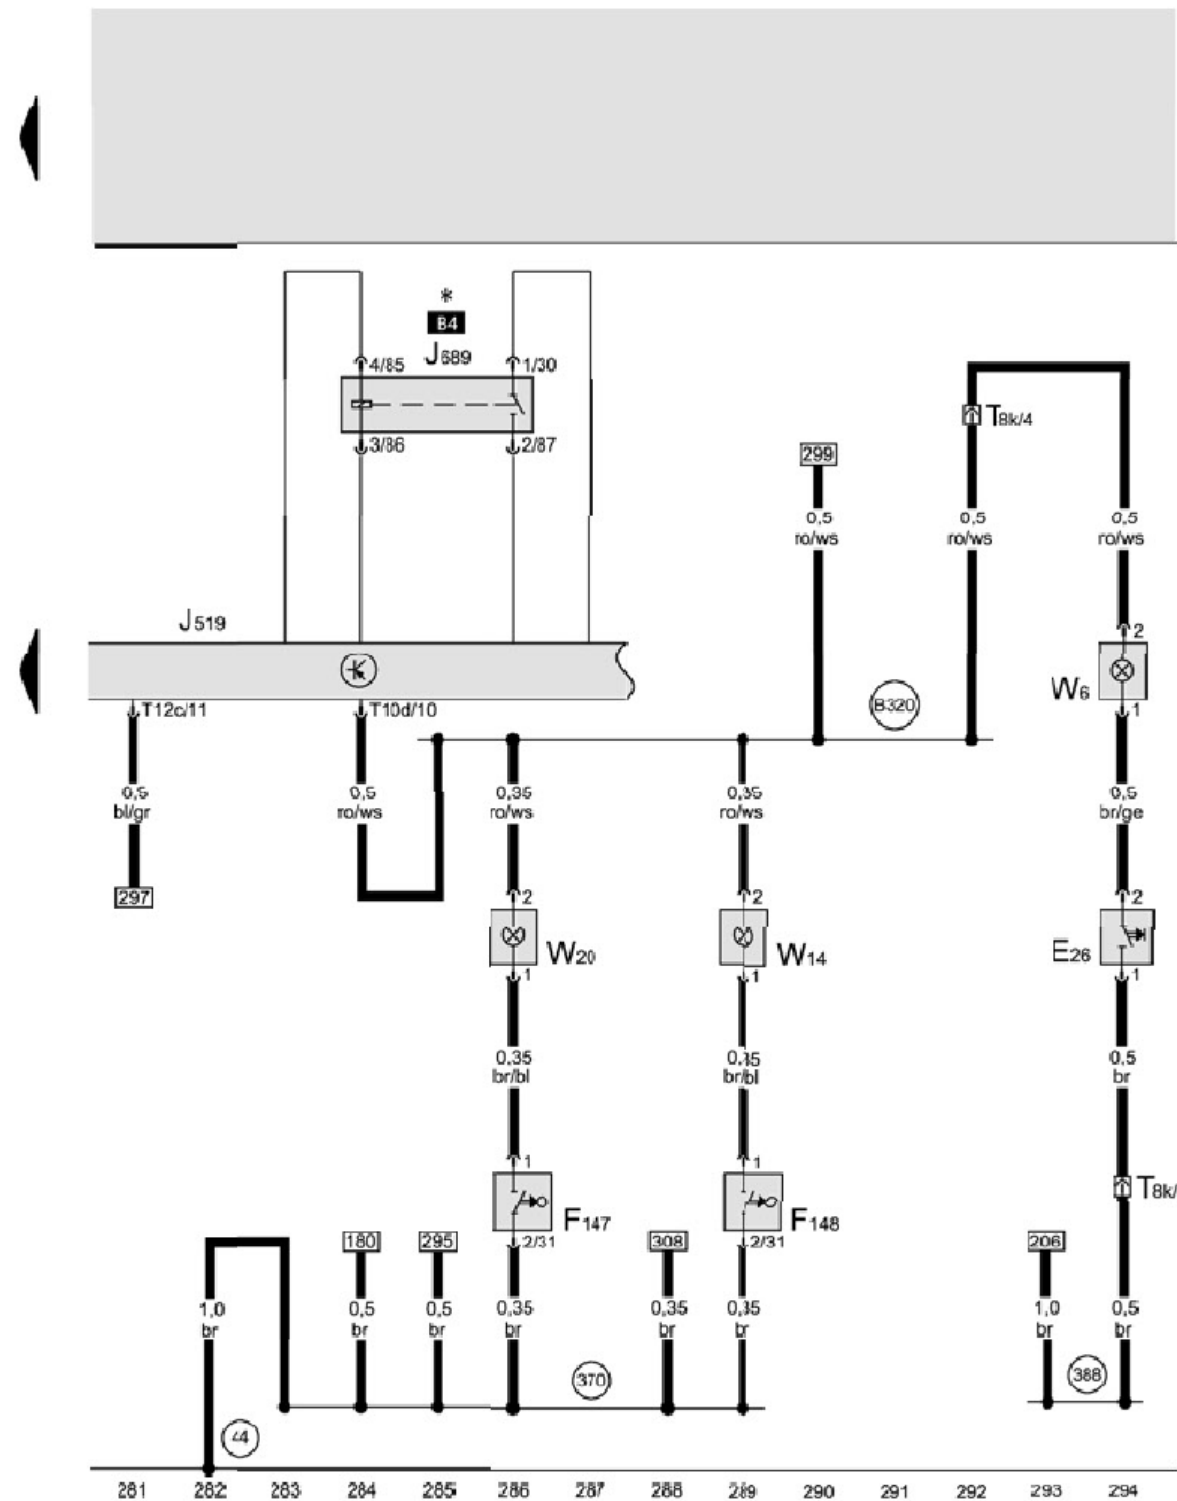 *
B4
J689
4/85
1/30
3/86
2/87
T8k/4
299
0,5
ro/ws
0,5
ro/ws
0,5
ro/ws
J519
2
W6
1
T12c/11
T10d/10
B320
0,5
bl/gr
0,5
ro/ws
0,35
ro/ws
0,35
ro/ws
0,5
br/ge
297
2
2
2
W20
W14
E26
1
1
1
0,35
br/bl
0,35
br/bl
0,5
br
1
1
T8k/
F147
F148
180
295
2/31
308
2/31
206
1,0
br
0,5
br
0,5
br
0,35
br
0,35
br
0,35
br
1,0
br
0,5
br
370
388
44
281 282 283 284 285 286 287 288 289 290 291 292 293 294